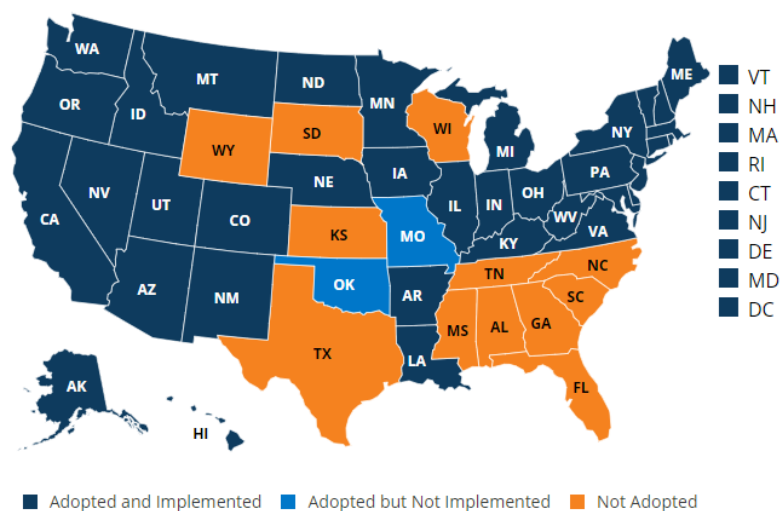 WA
ME
VT
MT
ND
OR
MN
NH
ID
WI
NY
MA
SD
WY
MI
RI
IA
PA
NE
CT
NV
OH
UT
IL
IN
NJ
CO
WV
CA
VA
KS
MO
KY
DE
NC
TN
MD
AZ
OK
NM
AR
SC
DC
MS
AL
GA
TX
LA
AK
FL
HI
Adopted and Implemented
Adopted but Not Implemented
Not Adopted